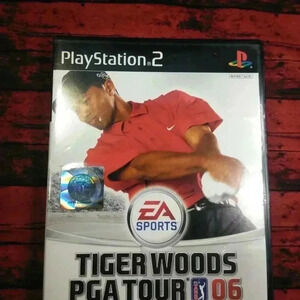 PlayStation 2
EA
SPORTS
TIGER WOODS
PGA TOUR 06